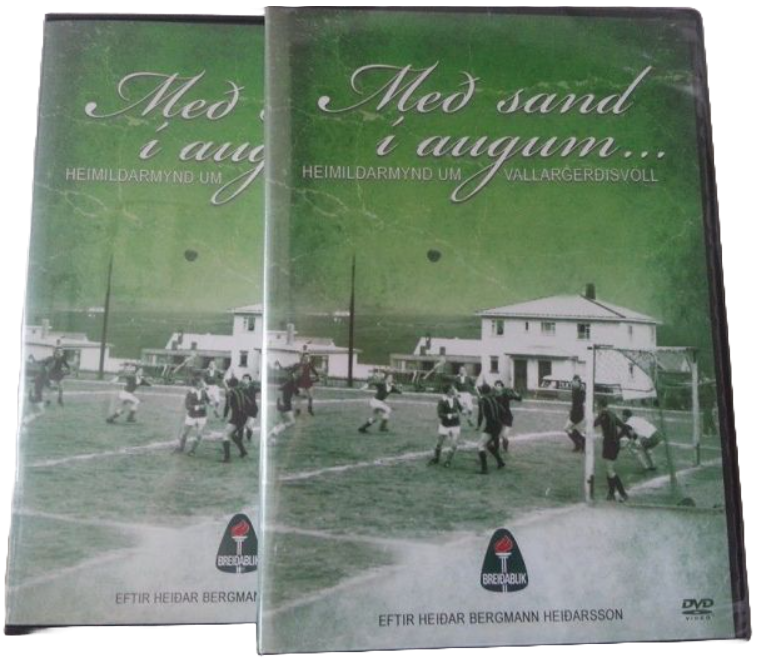 Með s
í aug
HEIMILDARMYND UM
BREIÐABLIK
EFTIR HEIÐAR BERGMAN
Með sand
í augum...
HEIMILDARMYND UM VALLARGERÐISVÖLL
BREIÐABLIK
EFTIR HEIÐAR BERGMANN HEIÐARSSON
DVD
VIDEO